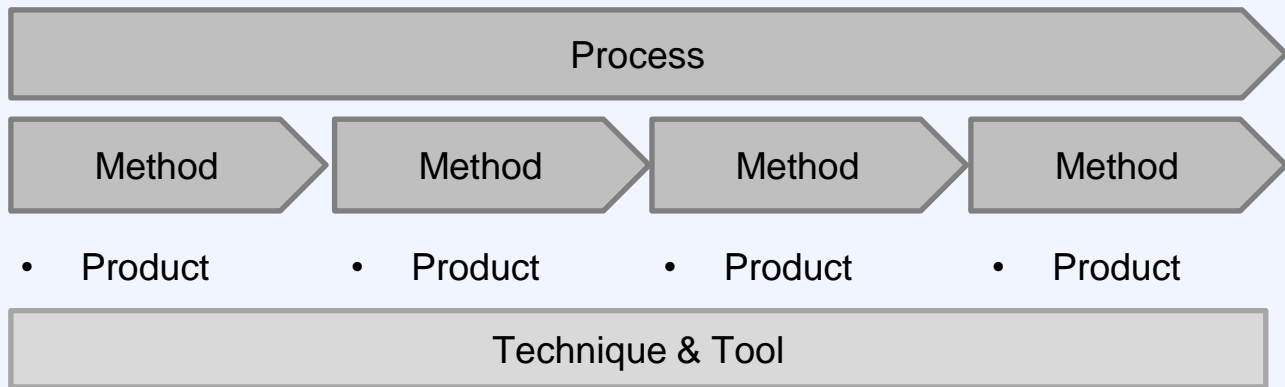 Process
Method Method Method Method
• Product • Product • Product • Product
Technique & Tool